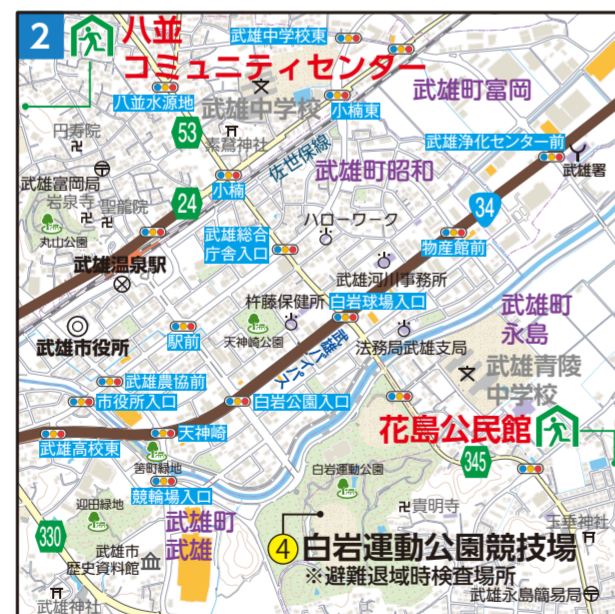 2
八並
コミュニティセンター
武雄中学校東
武雄町富岡
八並水源地
武雄中学校
小楠東
円寿院
53
素鵞神社
佐世保線
武雄浄化センター前
武雄富岡局
武雄署
武雄町昭和
岩泉寺
小楠
24
聖龍院
34
ハローワーク
丸山公園
武雄総合
庁舎入口
物産館前
武雄温泉駅
武雄河川事務所
杵藤保健所
白岩球場入口
武雄町
永島
武雄市役所
駅前
天神崎公園
武雄バイパス
法務局武雄支局
武雄青陵
中学校
武雄農協前
市役所入口
白岩公園入口
花島公民館
武雄高校東
天神崎
345
筈町緑地
白岩運動公園
競輪場入口
迎田緑地
貴明寺
武雄町
武雄
玉垂神社
330
4
白岩運動公園競技場
武雄市
歴史資料館
※避難退域時検査場所
武雄神社
武雄永島簡易局